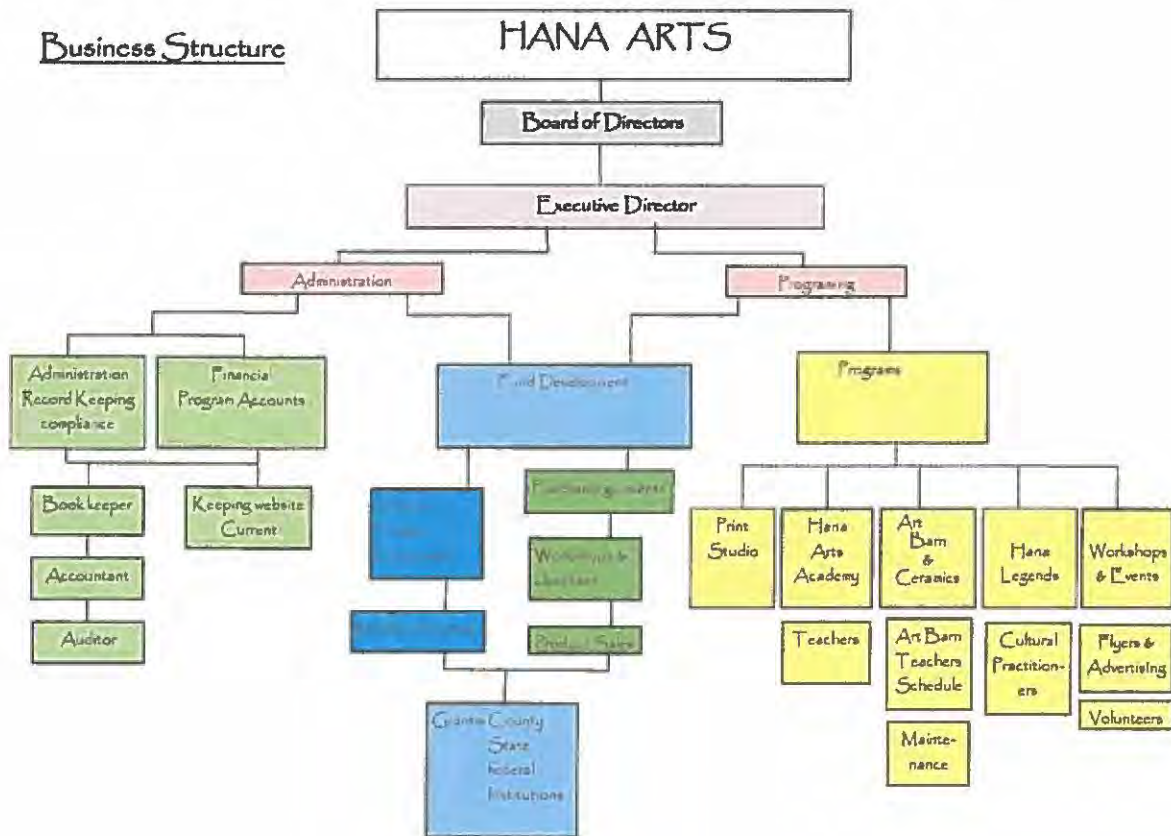 Business Structure
HANA ARTS
Board of Directors
Executive Director
Administration
Programing
Administration
Record Keeping
compliance
Financial
Program Accounts
Fund Development
Programs
Book keeper
Keeping website
Current
Accountant
Auditor
Workshops &
Product Sales
Grants County
State
Federal
Institutions
Print
Studio
Hana
Arts
Academy
Art
Barn
&
Ceramics
Hana
Legends
Workshops
& Events
Teachers
Art Barn
Teachers
Schedule
Cultural
Practition-
ers
Flyers &
Advertising
Volunteers
Mainte-
nance